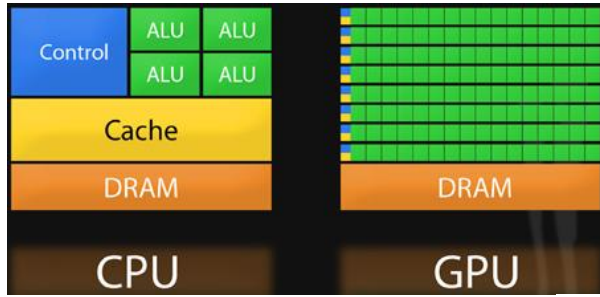 Control
ALU ALU
ALU ALU
Cache
DRAM
DRAM
CPU
GPU